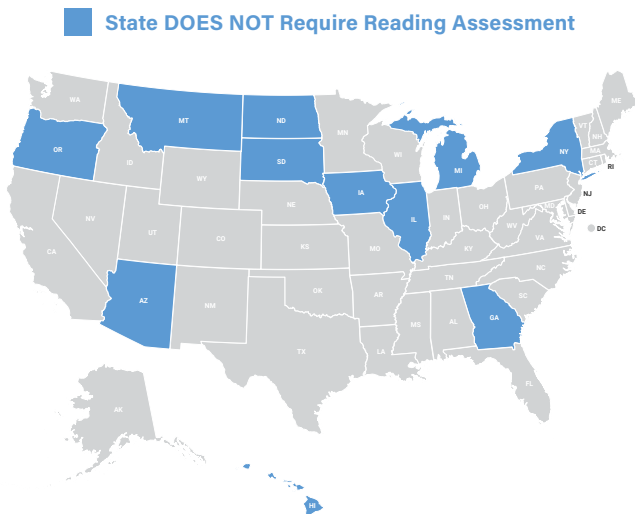 State DOES NOT Require Reading Assessment
WA
ME
MT
ND
MN
VT
NH
OR
ID
SD
WI
MI
NY
MA
CT
RI
WY
IA
PA
NJ
NE
IL
IN
OH
MD
DE
NV
UT
CO
KS
MO
KY
WV
VA
DC
CA
AZ
NM
OK
AR
TN
NC
SC
MS
AL
GA
TX
LA
FL
AK
HI